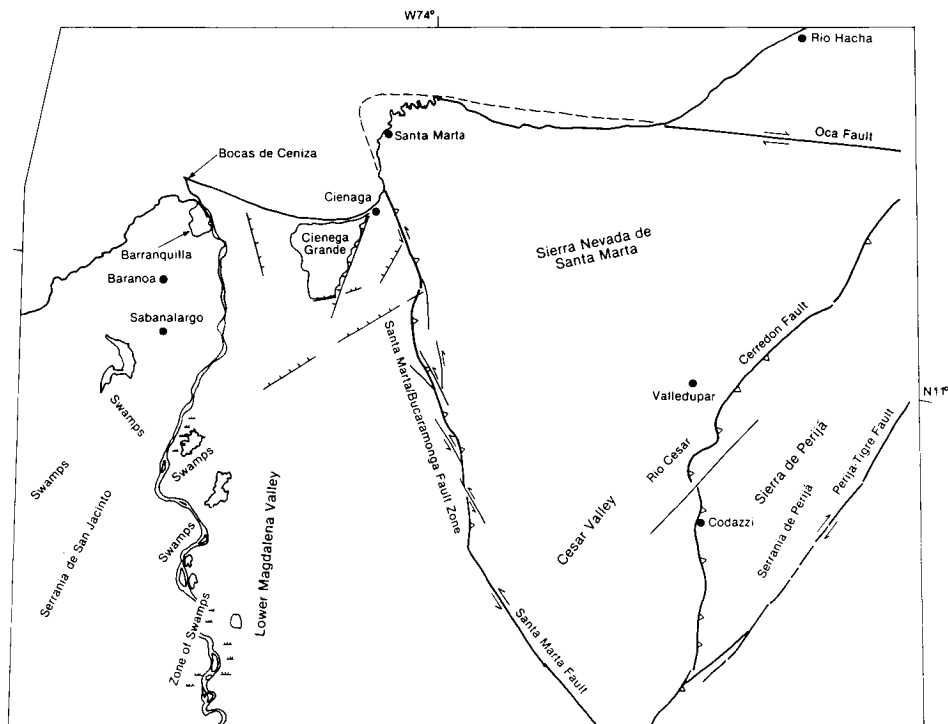 W74°
Rio Hacha
Santa Marta
Oca Fault
Bocas de Ceniza
Cienaga
Cienega
Grande
Sierra Nevada de
Santa Marta
Barranquilla
Baranoa
Sabanalargo
Cerredon Fault
Santa Marta/Bucaramonga Fault Zone
Valledupar
N11°
Swamps
Swamps
Swamps
Swamps
Serrania de San Jacinto
Lower Magdalena Valley
Zone of Swamps
Rio Cesar
Cesar Valley
Codazzi
Sierra de Perijá
Serrania de Perijá
Perija-Tigre Fault
Santa Marta Fault